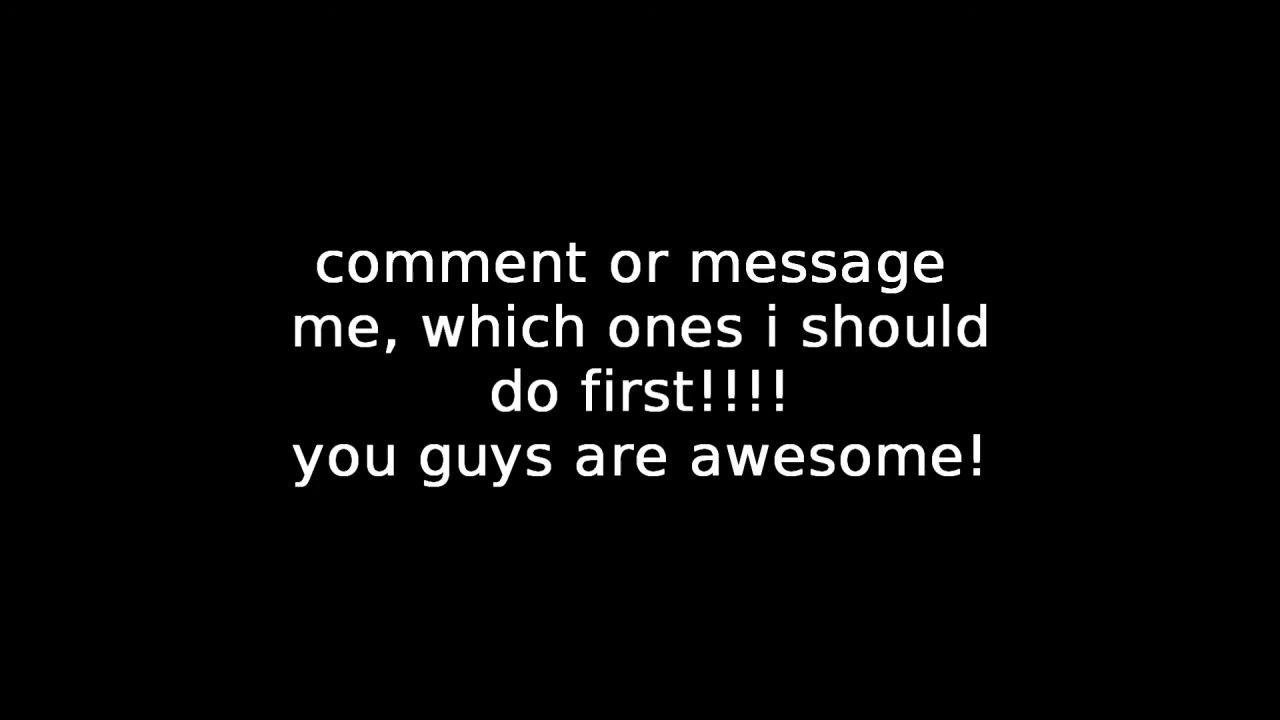 comment or message
me, which ones i should
do first!!!!
you guys are awesome!